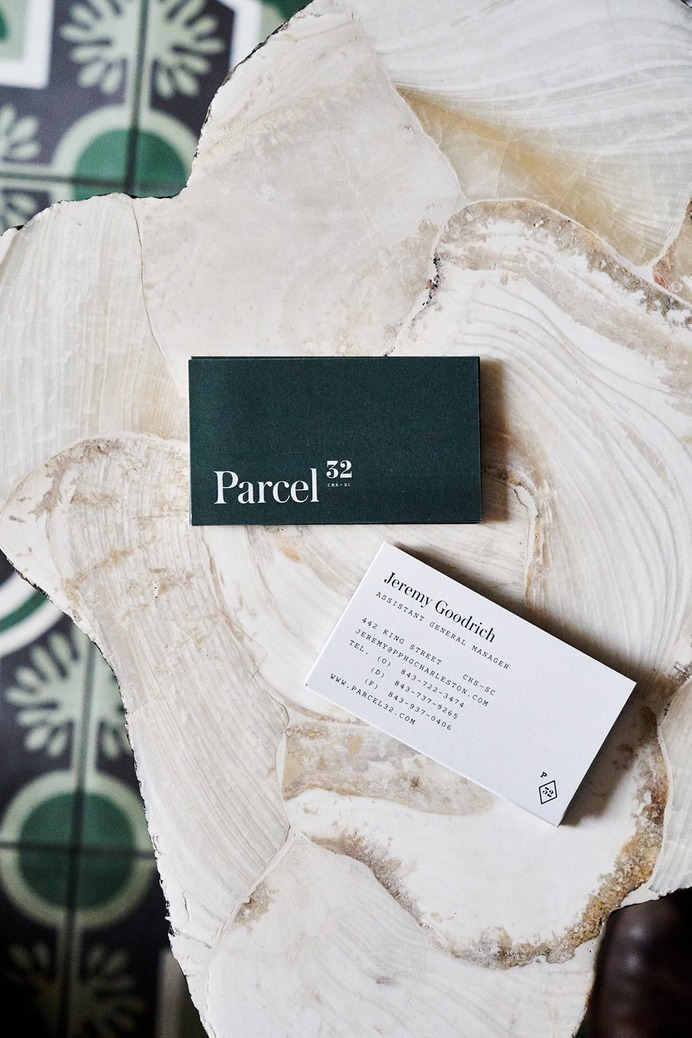 Parcel 32
CHS-SC
Jeremy Goodrich
ASSISTANT GENERAL MANAGER
442 KING STREET CHS-SC
JEREMY@PPHGCHARLESTON.COM
TEL. (O) 843-722-3474
(D) 843-737-9265
(F) 843-937-0406
WWW.PARCEL32.COM
P
32